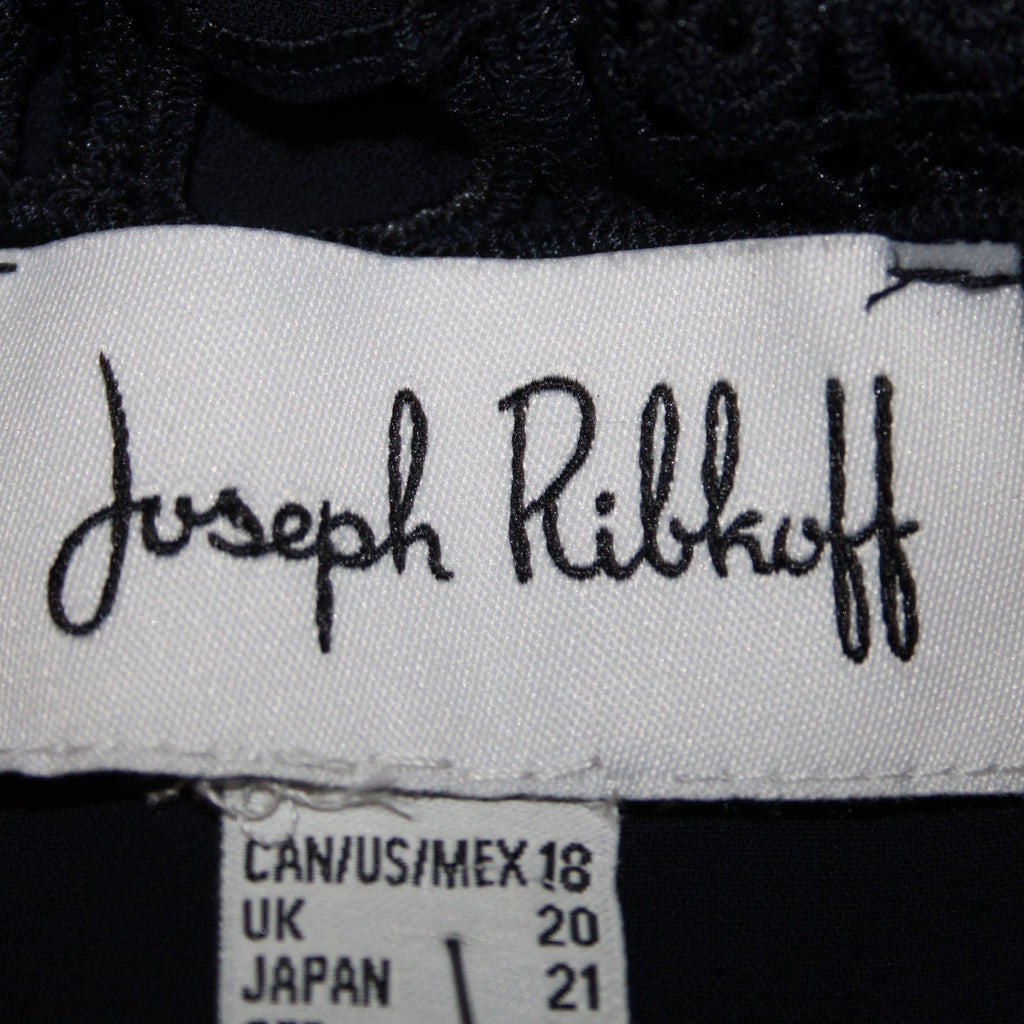 Joseph Ribkoff
CAN/US/MEX 18
UK 20
JAPAN 21